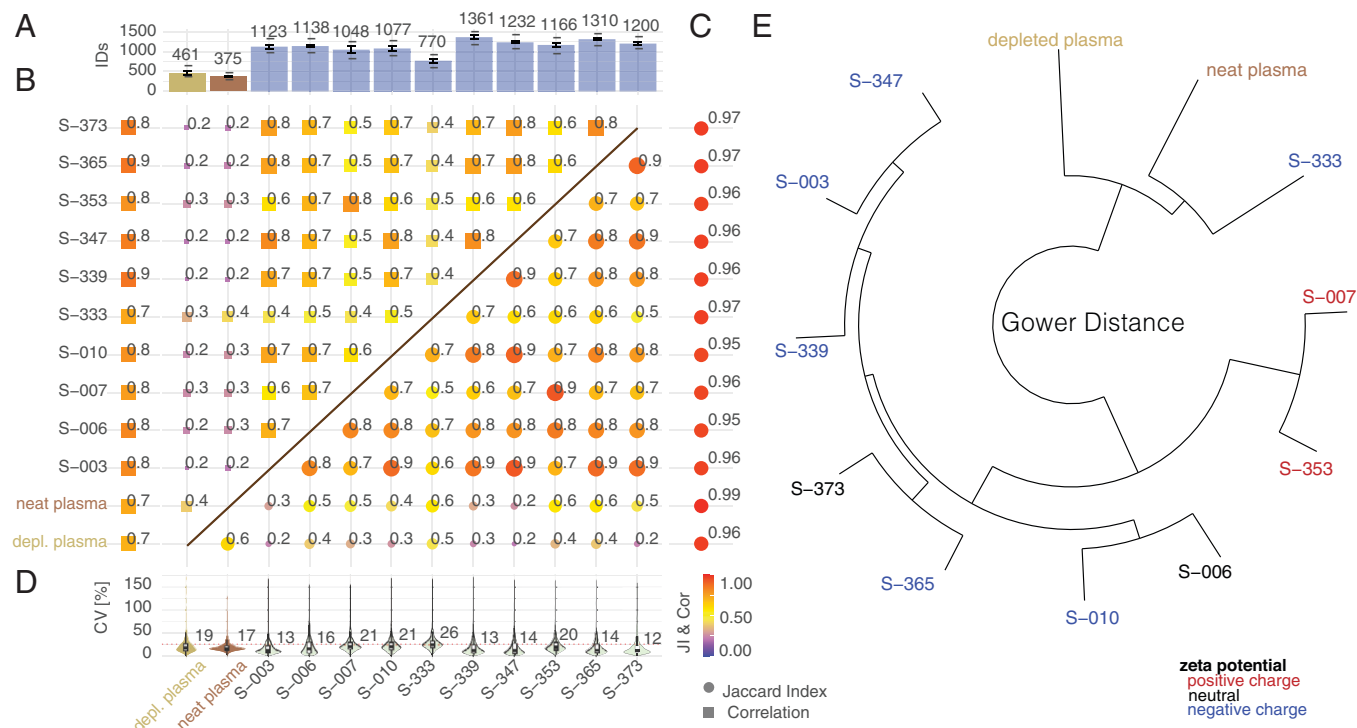 A
C
E
IDs
1500
1000
500
0
461
375
1123
1138
1048
1077
770
1361
1232
1166
1310
1200
B
S–373 0.8 0.2 0.2 0.8 0.7 0.5 0.7 0.4 0.7 0.8 0.6 0.8 0.97
S–365 0.9 0.2 0.2 0.8 0.7 0.5 0.7 0.4 0.7 0.8 0.6 0.9 0.97
S–353 0.8 0.3 0.3 0.6 0.7 0.8 0.6 0.5 0.6 0.6 0.7 0.7 0.96
S–347 0.8 0.2 0.2 0.8 0.7 0.5 0.8 0.4 0.8 0.7 0.8 0.9 0.96
S–339 0.9 0.2 0.2 0.7 0.7 0.5 0.7 0.4 0.9 0.7 0.8 0.8 0.96
S–333 0.7 0.3 0.4 0.4 0.5 0.4 0.5 0.7 0.6 0.6 0.6 0.5 0.97
S–010 0.8 0.2 0.3 0.7 0.7 0.6 0.7 0.8 0.9 0.7 0.8 0.8 0.95
S–007 0.8 0.3 0.3 0.6 0.7 0.7 0.5 0.6 0.7 0.9 0.7 0.7 0.96
S–006 0.8 0.2 0.3 0.7 0.8 0.8 0.7 0.8 0.8 0.8 0.8 0.8 0.95
S–003 0.8 0.2 0.2 0.8 0.7 0.9 0.6 0.9 0.9 0.7 0.9 0.9 0.96
neat plasma 0.7 0.4 0.3 0.5 0.5 0.4 0.6 0.3 0.2 0.6 0.6 0.5 0.99
depl. plasma 0.7 0.6 0.2 0.4 0.3 0.3 0.5 0.3 0.2 0.4 0.4 0.2 0.96
D
CV [%]
150
100
50
0
19
17
13
16
21
21
26
13
14
20
14
12
depl. plasma
neat plasma
S–003
S–006
S–007
S–010
S–333
S–339
S–347
S–353
S–365
S–373
JI & Cor
1.00
0.50
0.00
Jaccard Index
Correlation
depleted plasma
neat plasma
S–347
S–333
S–003
S–007
Gower Distance
S–339
S–353
S–373
S–006
S–365
S–010
zeta potential
positive charge
neutral
negative charge